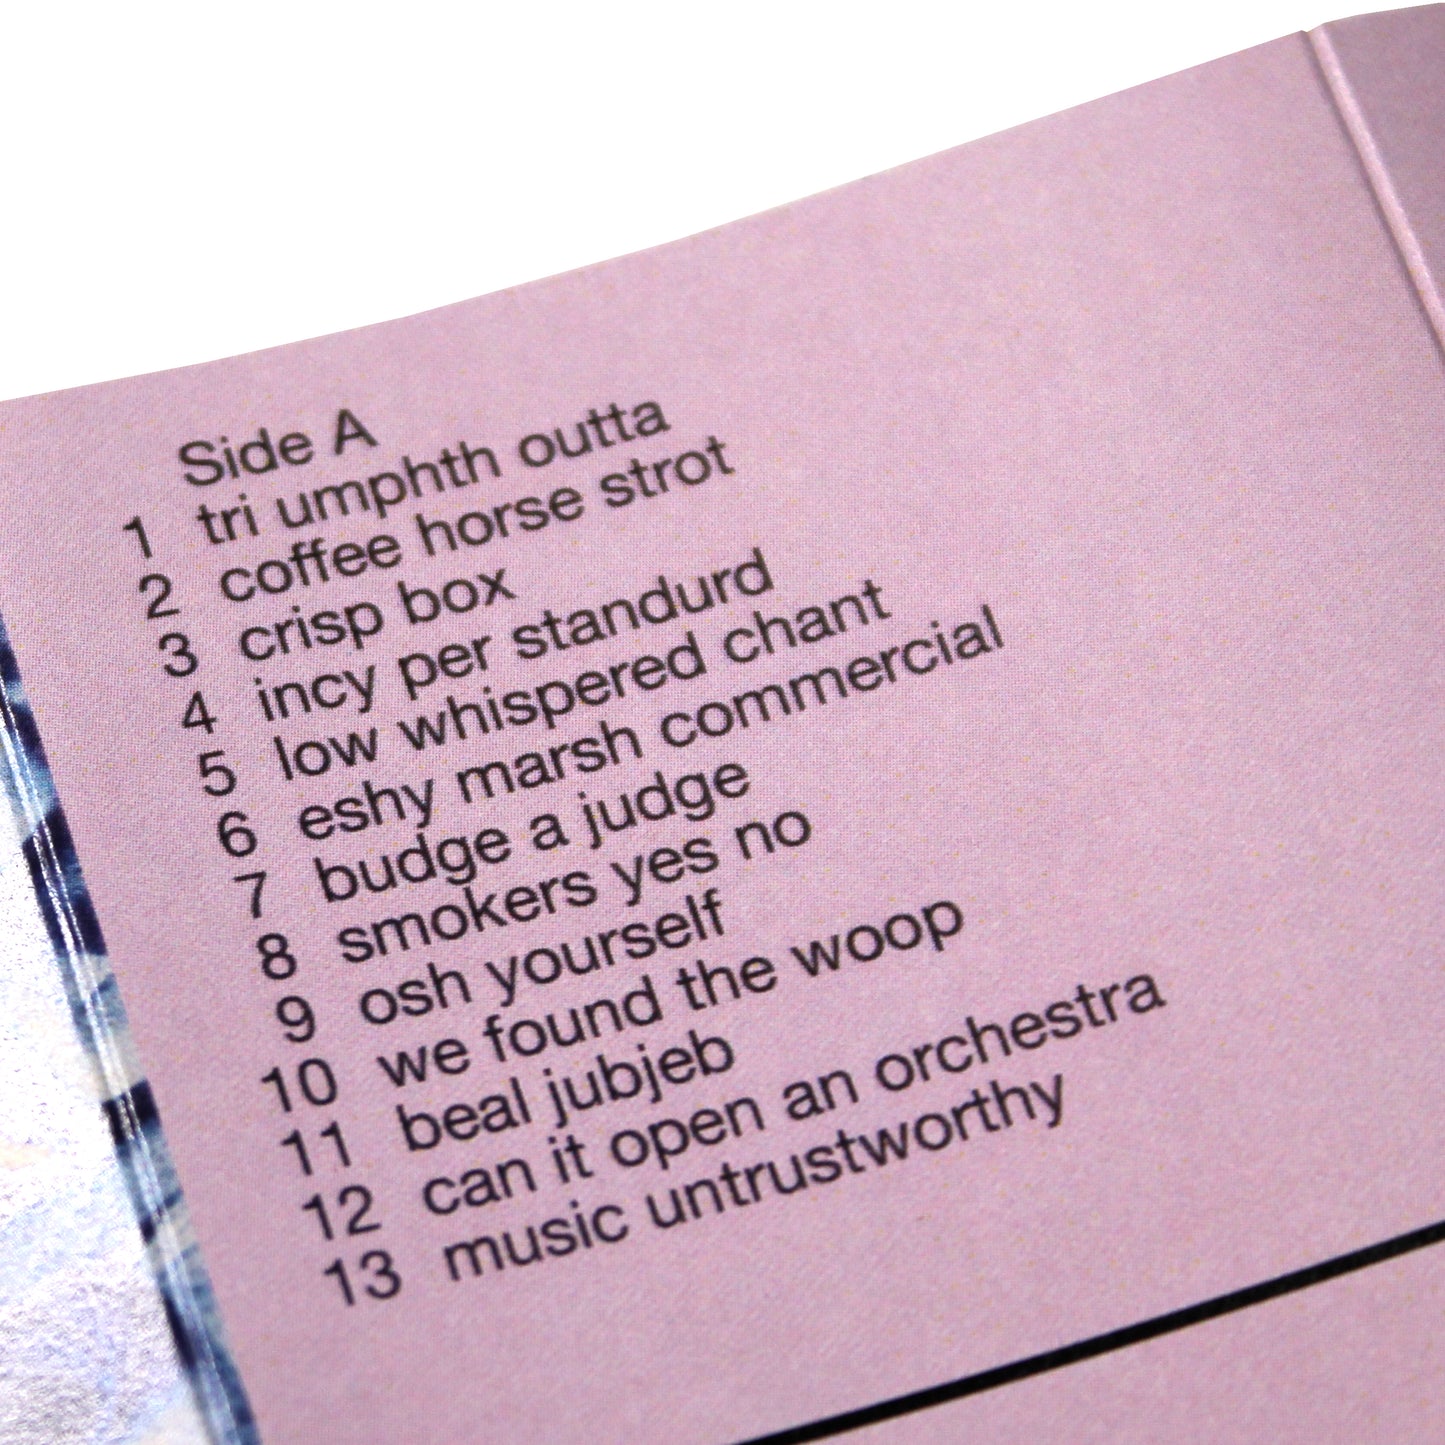 Side A
1 tri umphth outta
2 coffee horse strot
3 crisp box
4 incy per standurd
5 low whispered chant
6 eshy marsh commercial
7 budge a judge
8 smokers yes no
9 osh yourself
10 we found the woop
11 beal jubjeb
12 can it open an orchestra
13 music untrustworthy